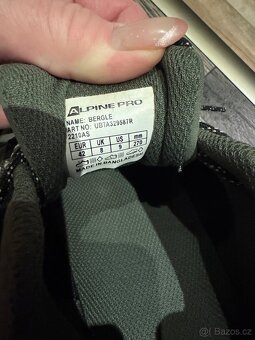 ALPINE PRO
NAME: BERGLE
ART NO: UBTA329587R
2210AS
EUR UK US mm
42 8 9 270
MADE IN BANGLADESH
Bazos.cz